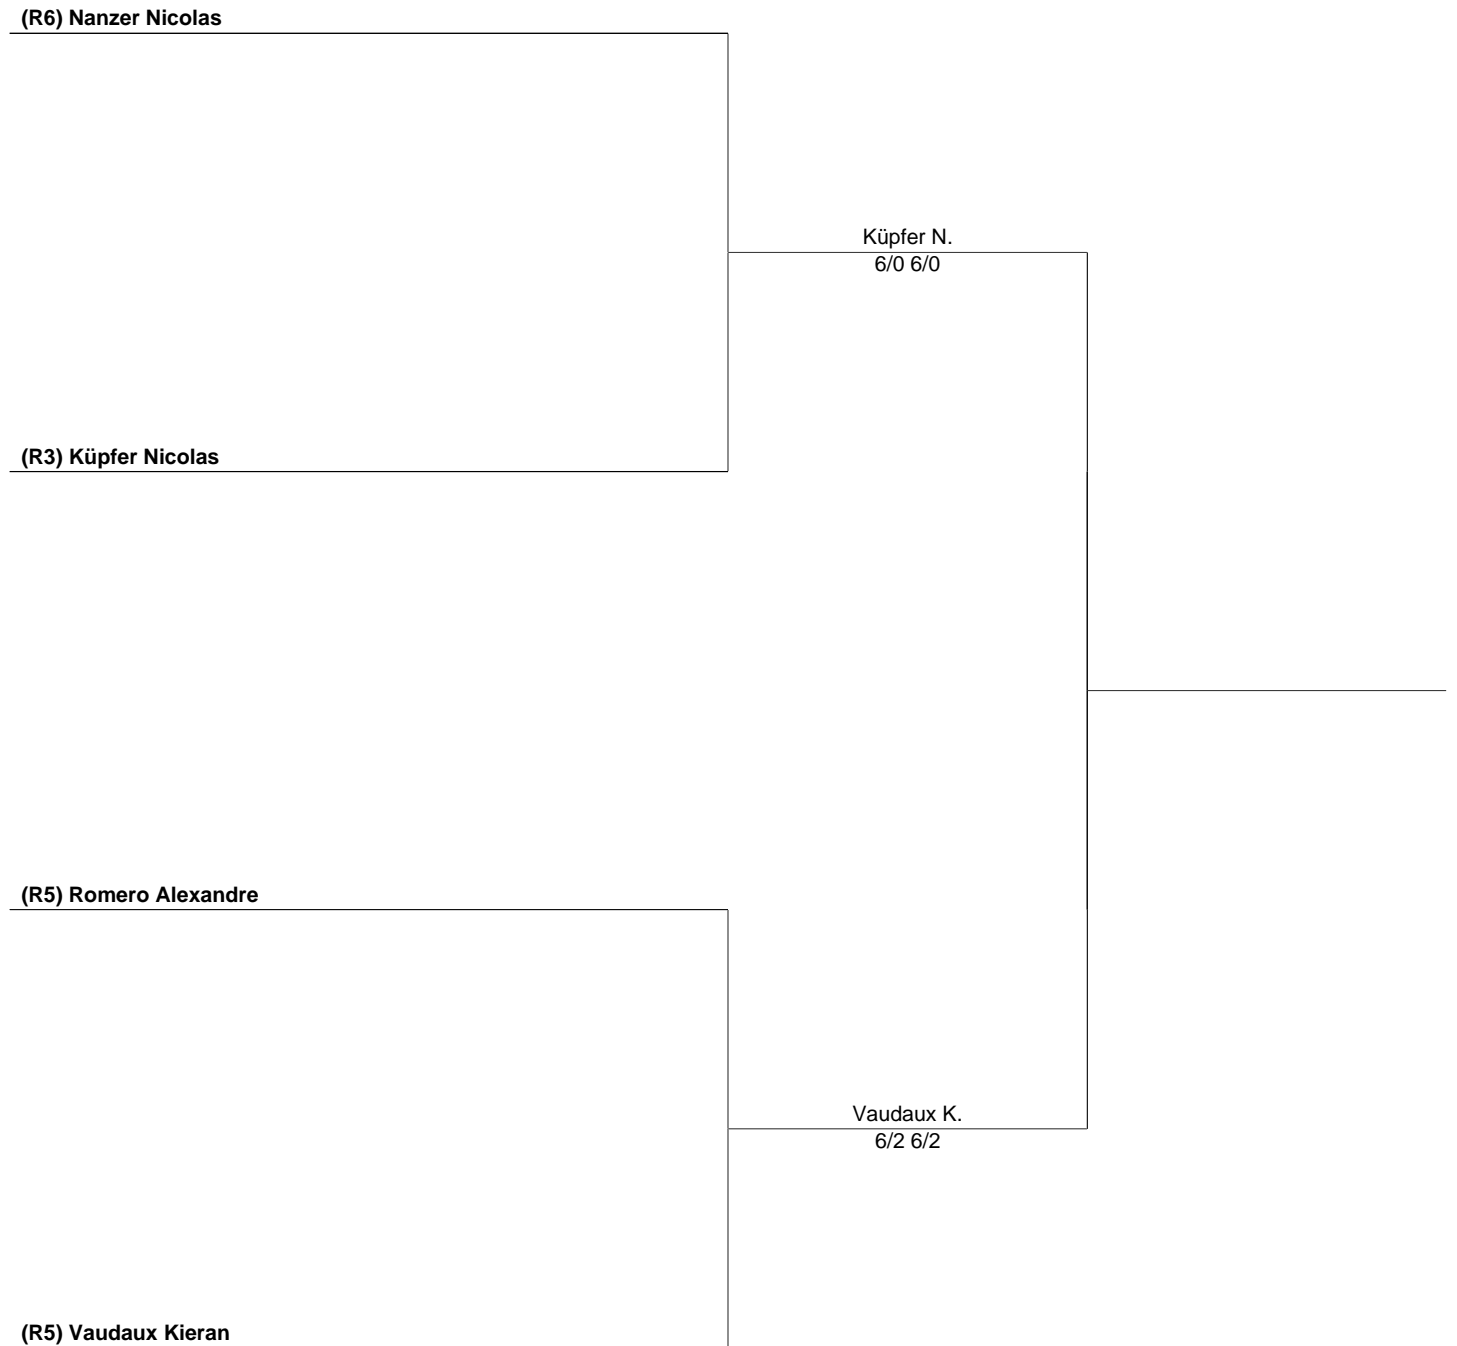 (R6) Nanzer Nicolas
Küpfer N.
6/0 6/0
(R3) Küpfer Nicolas
(R5) Romero Alexandre
Vaudaux K.
6/2 6/2
(R5) Vaudaux Kieran